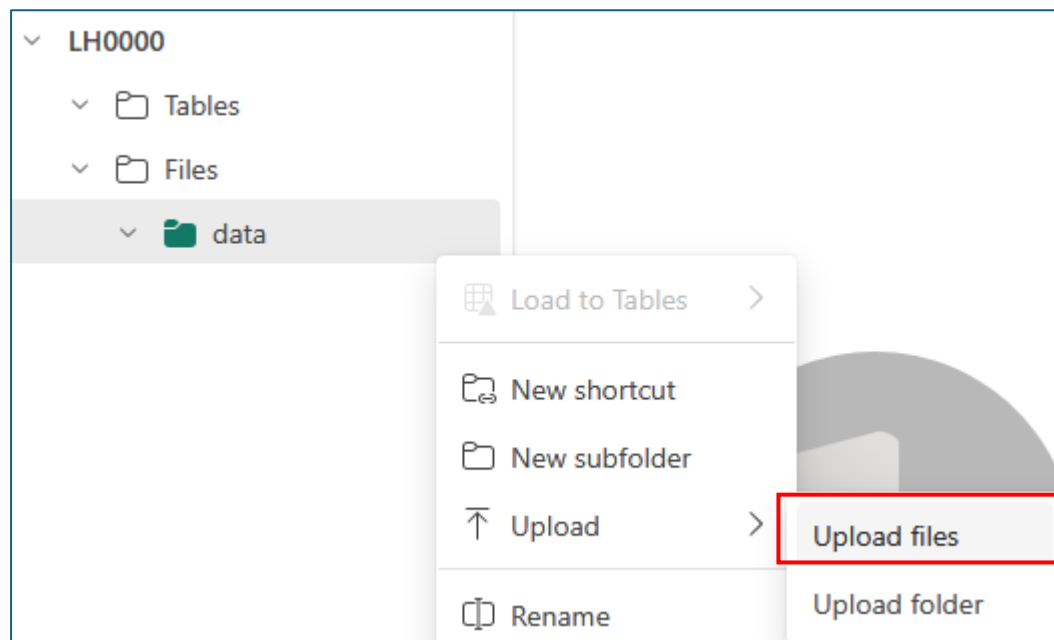 LH0000
Tables
Files
data
Load to Tables
New shortcut
New subfolder
Upload
Upload files
Upload folder
Rename